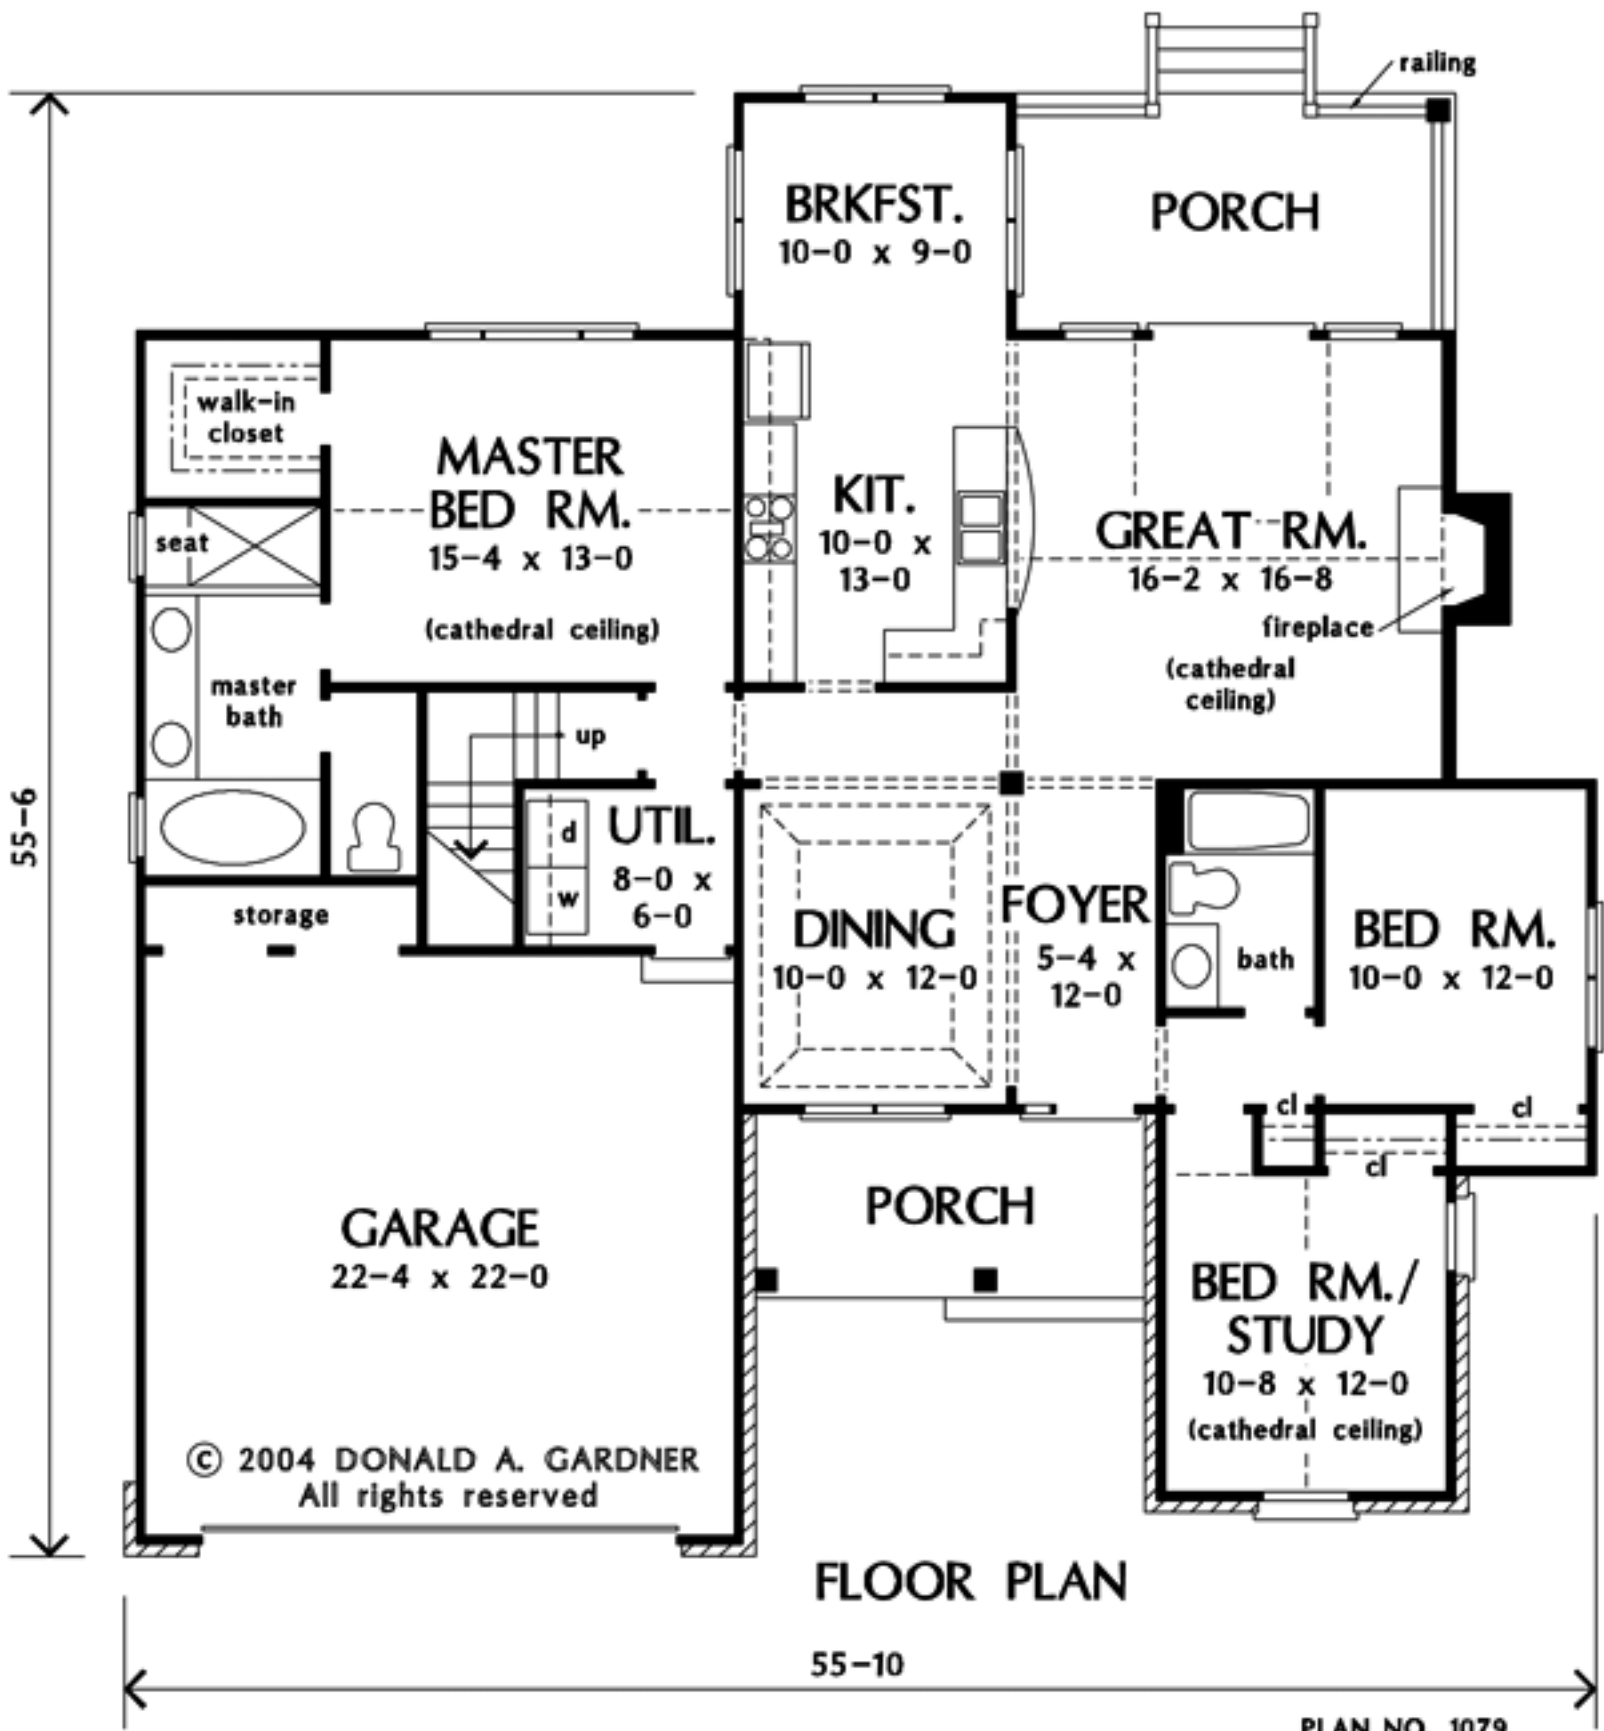 railing
BRKFST.
10-0 x 9-0
PORCH
walk-in
closet
MASTER
BED RM.
15-4 x 13-0
(cathedral ceiling)
seat
KIT.
10-0 x
13-0
GREAT RM.
16-2 x 16-8
fireplace
(cathedral
ceiling)
master
bath
up
55-6
UTIL.
8-0 x
6-0
d
w
storage
DINING
10-0 x 12-0
FOYER
5-4 x
12-0
bath
BED RM.
10-0 x 12-0
cl
cl
cl
PORCH
GARAGE
22-4 x 22-0
BED RM./
STUDY
10-8 x 12-0
(cathedral ceiling)
© 2004 DONALD A. GARDNER
All rights reserved
FLOOR PLAN
55-10
PLAN NO. 1079